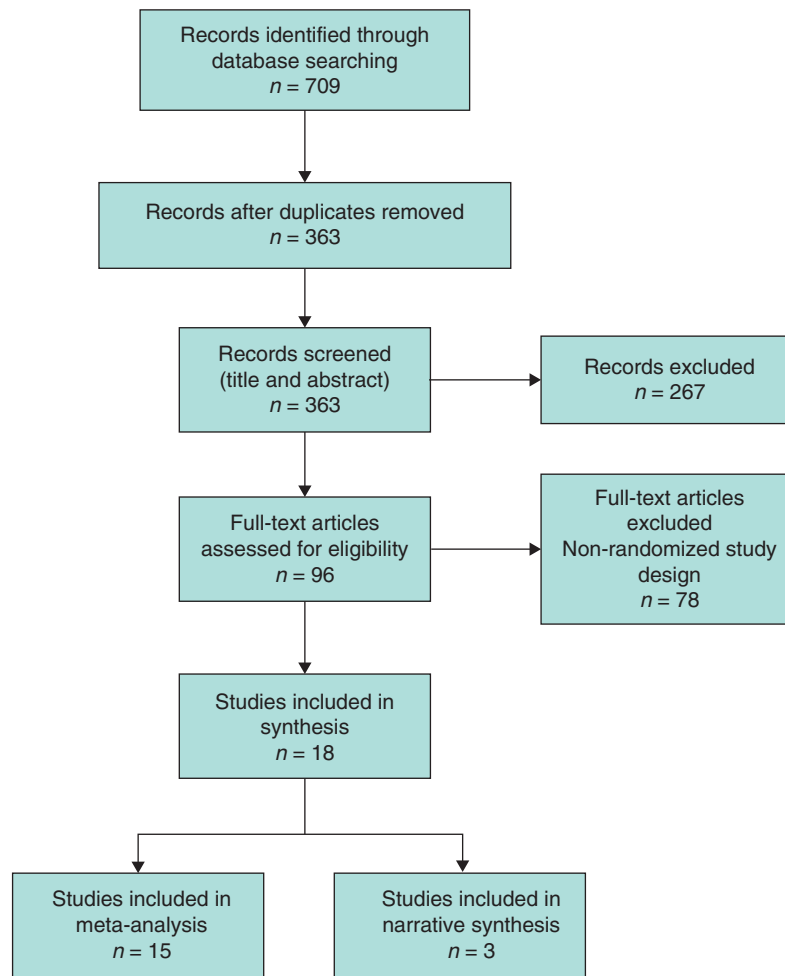 Records identified through
database searching
n = 709
Records after duplicates removed
n = 363
Records screened
(title and abstract)
n = 363
Records excluded
n = 267
Full-text articles
assessed for eligibility
n = 96
Full-text articles
excluded
Non-randomized study
design
n = 78
Studies included in
synthesis
n = 18
Studies included in
meta-analysis
n = 15
Studies included in
narrative synthesis
n = 3